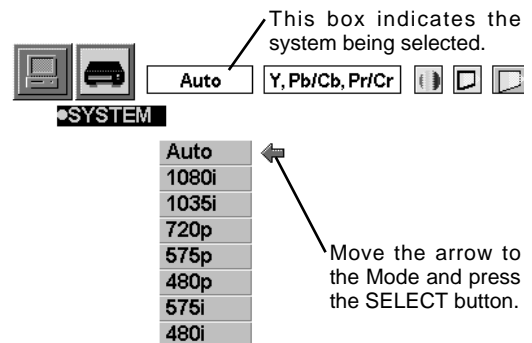 This box indicates the
system being selected.
Auto
Y, Pb/Cb, Pr/Cr
●SYSTEM
Auto
1080i
1035i
720p
575p
480p
575i
480i
Move the arrow to
the Mode and press
the SELECT button.